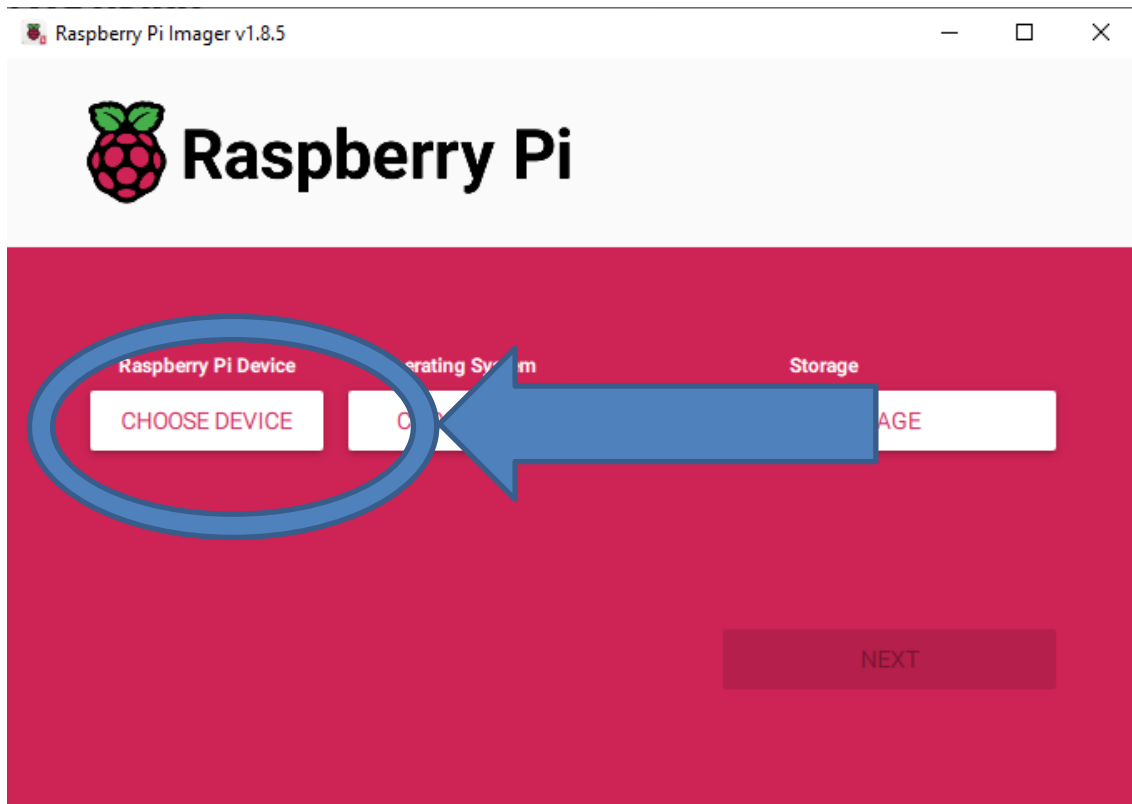 Raspberry Pi Imager v1.8.5
Raspberry Pi
Raspberry Pi Device
Storage
CHOOSE DEVICE
NEXT